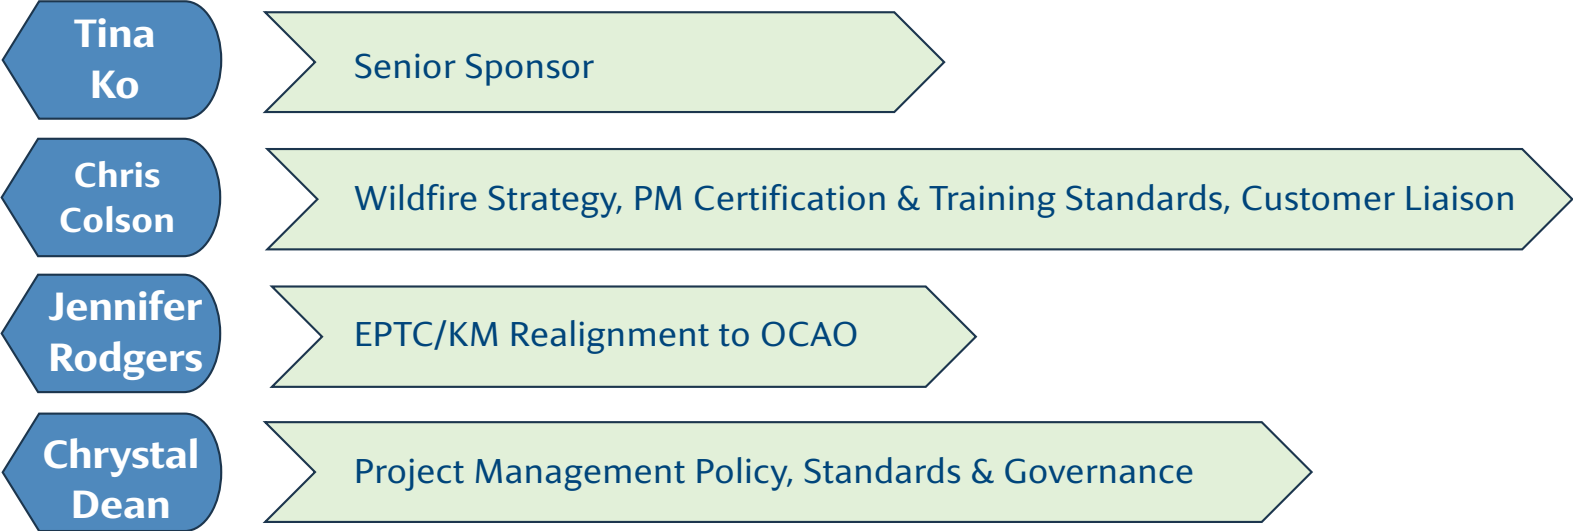 Tina
Ko
Senior Sponsor
Chris
Colson
Wildfire Strategy, PM Certification & Training Standards, Customer Liaison
Jennifer
Rodgers
EPTC/KM Realignment to OCAO
Chrystal
Dean
Project Management Policy, Standards & Governance